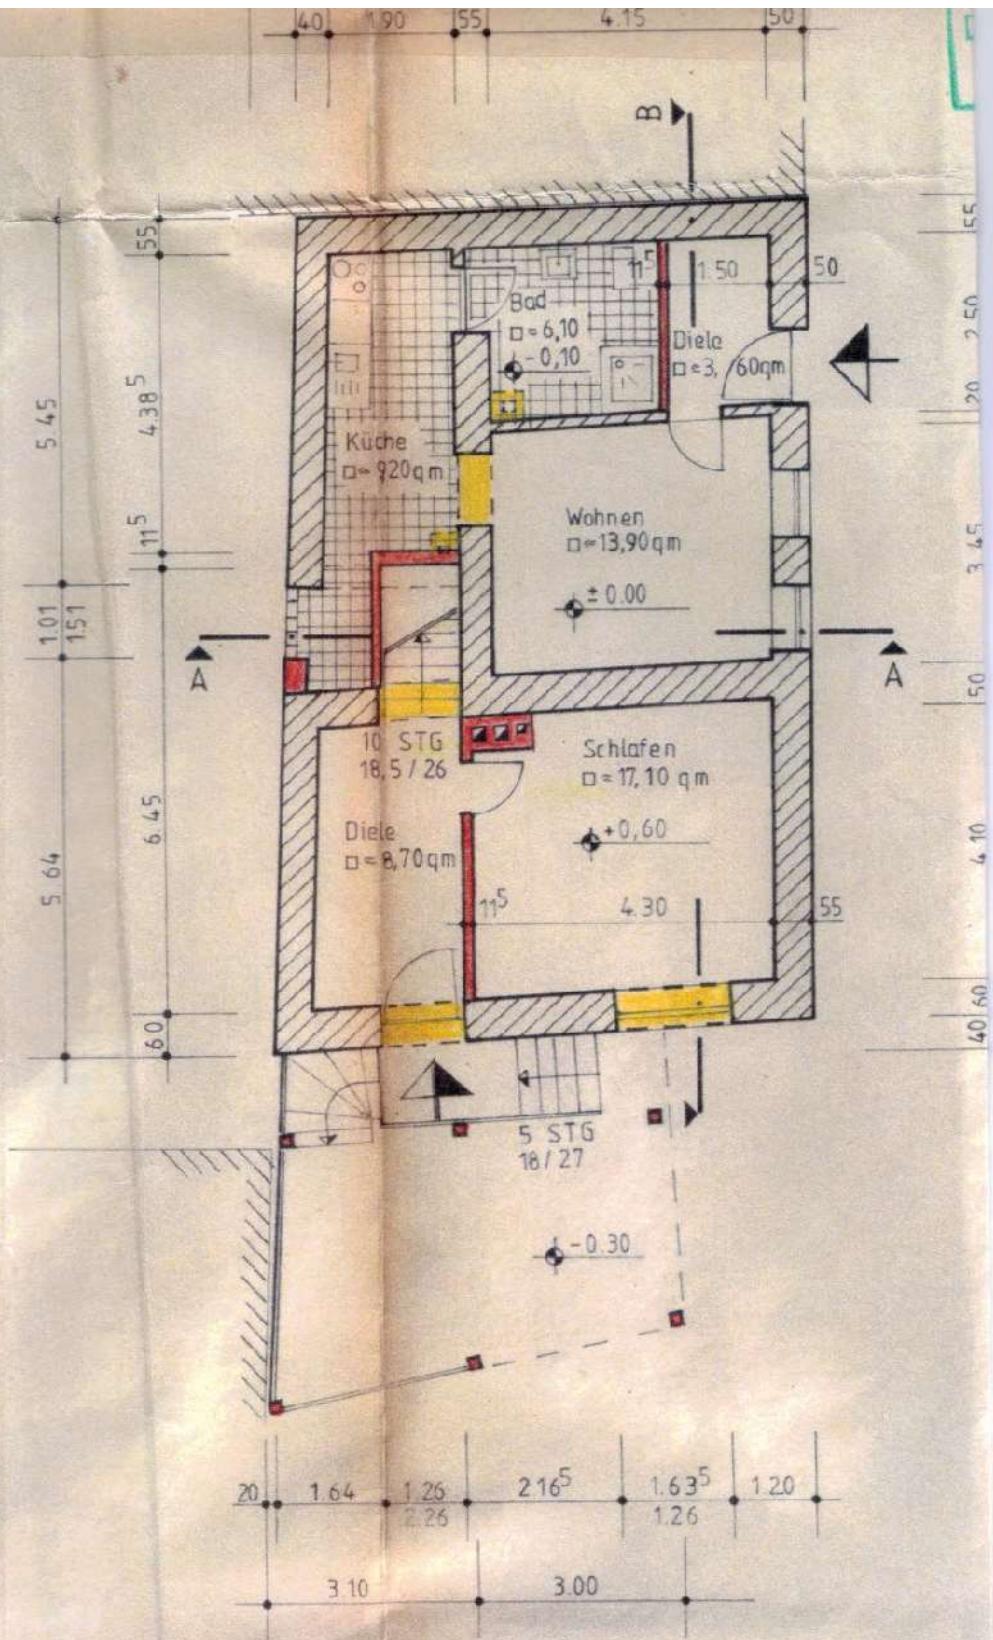 40 1.90 55 4.15 50
B
55
55
11⁵ 1.50 50
Bad
□≈6,10
-0,10
Diele
□≈3,60qm
2.50
5.45
4.38⁵
20
Küche
□≈9,20qm
Wohnen
□≈13,90qm
± 0.00
11⁵
3.45
1.01
1.51
A
A
50
10 STG
18,5/26
Schlafen
□≈17,10 qm
+0,60
Diele
□≈8,70qm
6.45
4.10
5.64
11⁵ 4.30 55
60
60
40
5 STG
18/27
-0.30
20 1.64 1.26 2.16⁵ 1.63⁵ 1.20
2.26 1.26
3.10 3.00